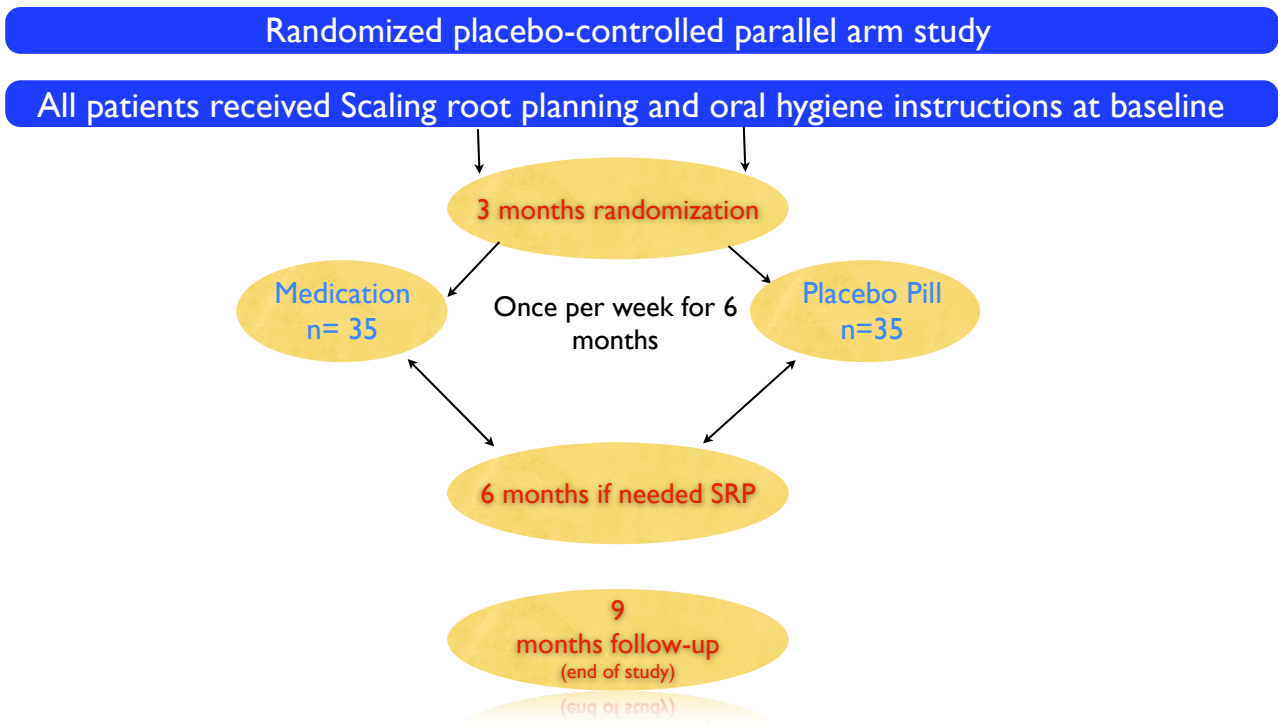 Randomized placebo-controlled parallel arm study
All patients received Scaling root planning and oral hygiene instructions at baseline
3 months randomization
Medication
n= 35
Once per week for 6
months
Placebo Pill
n=35
6 months if needed SRP
9
months follow-up
(end of study)